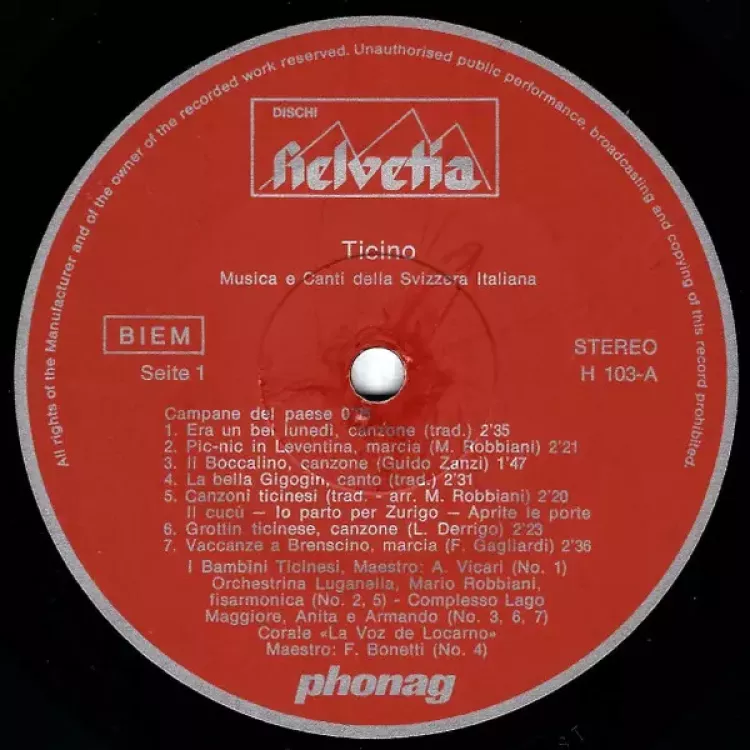 All rights of the Manufacturer and of the owner of the recorded work reserved. Unauthorised public performance, broadcasting and copying of this record prohibited.
DISCHI
Helvetia
Ticino
Musica e Canti della Svizzera Italiana
BIEM
STEREO
Seite 1
H 103-A
Campane del paese
1. Era un bel lunedì, canzone (trad.) 2'35
2. Pic-nic in Leventina, marcia (M. Robbiani) 2'21
3. Il Boccalino, canzone (Guido Zanzi) 1'47
4. La bella Gigogin, canto (trad.) 2'31
5. Canzoni ticinesi (trad. - arr. M. Robbiani) 2'20
Il cucù — Io parto per Zurigo — Aprite le porte
6. Grottin ticinese, canzone (L. Derrigo) 2'23
7. Vaccanze a Brenscino, marcia (F. Gagliardi) 2'36
I Bambini Ticinesi, Maestro: A. Vicari (No. 1)
Orchestrina Luganella, Mario Robbiani,
fisarmonica (No. 2, 5) - Complesso Lago
Maggiore, Anita e Armando (No. 3, 6, 7)
Corale «La Voz de Locarno»
Maestro: F. Bonetti (No. 4)
phonag